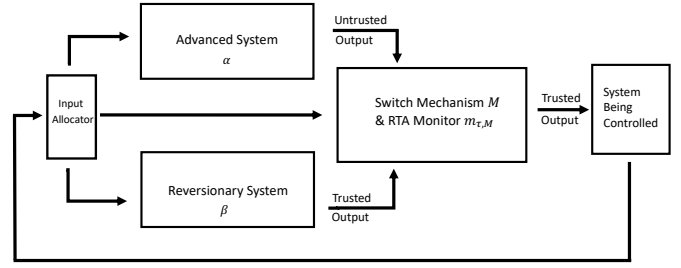 Advanced System
α
Untrusted
Output
Input
Allocator
Switch Mechanism M
& RTA Monitor mτ,M
Trusted
Output
System
Being
Controlled
Reversionary System
β
Trusted
Output